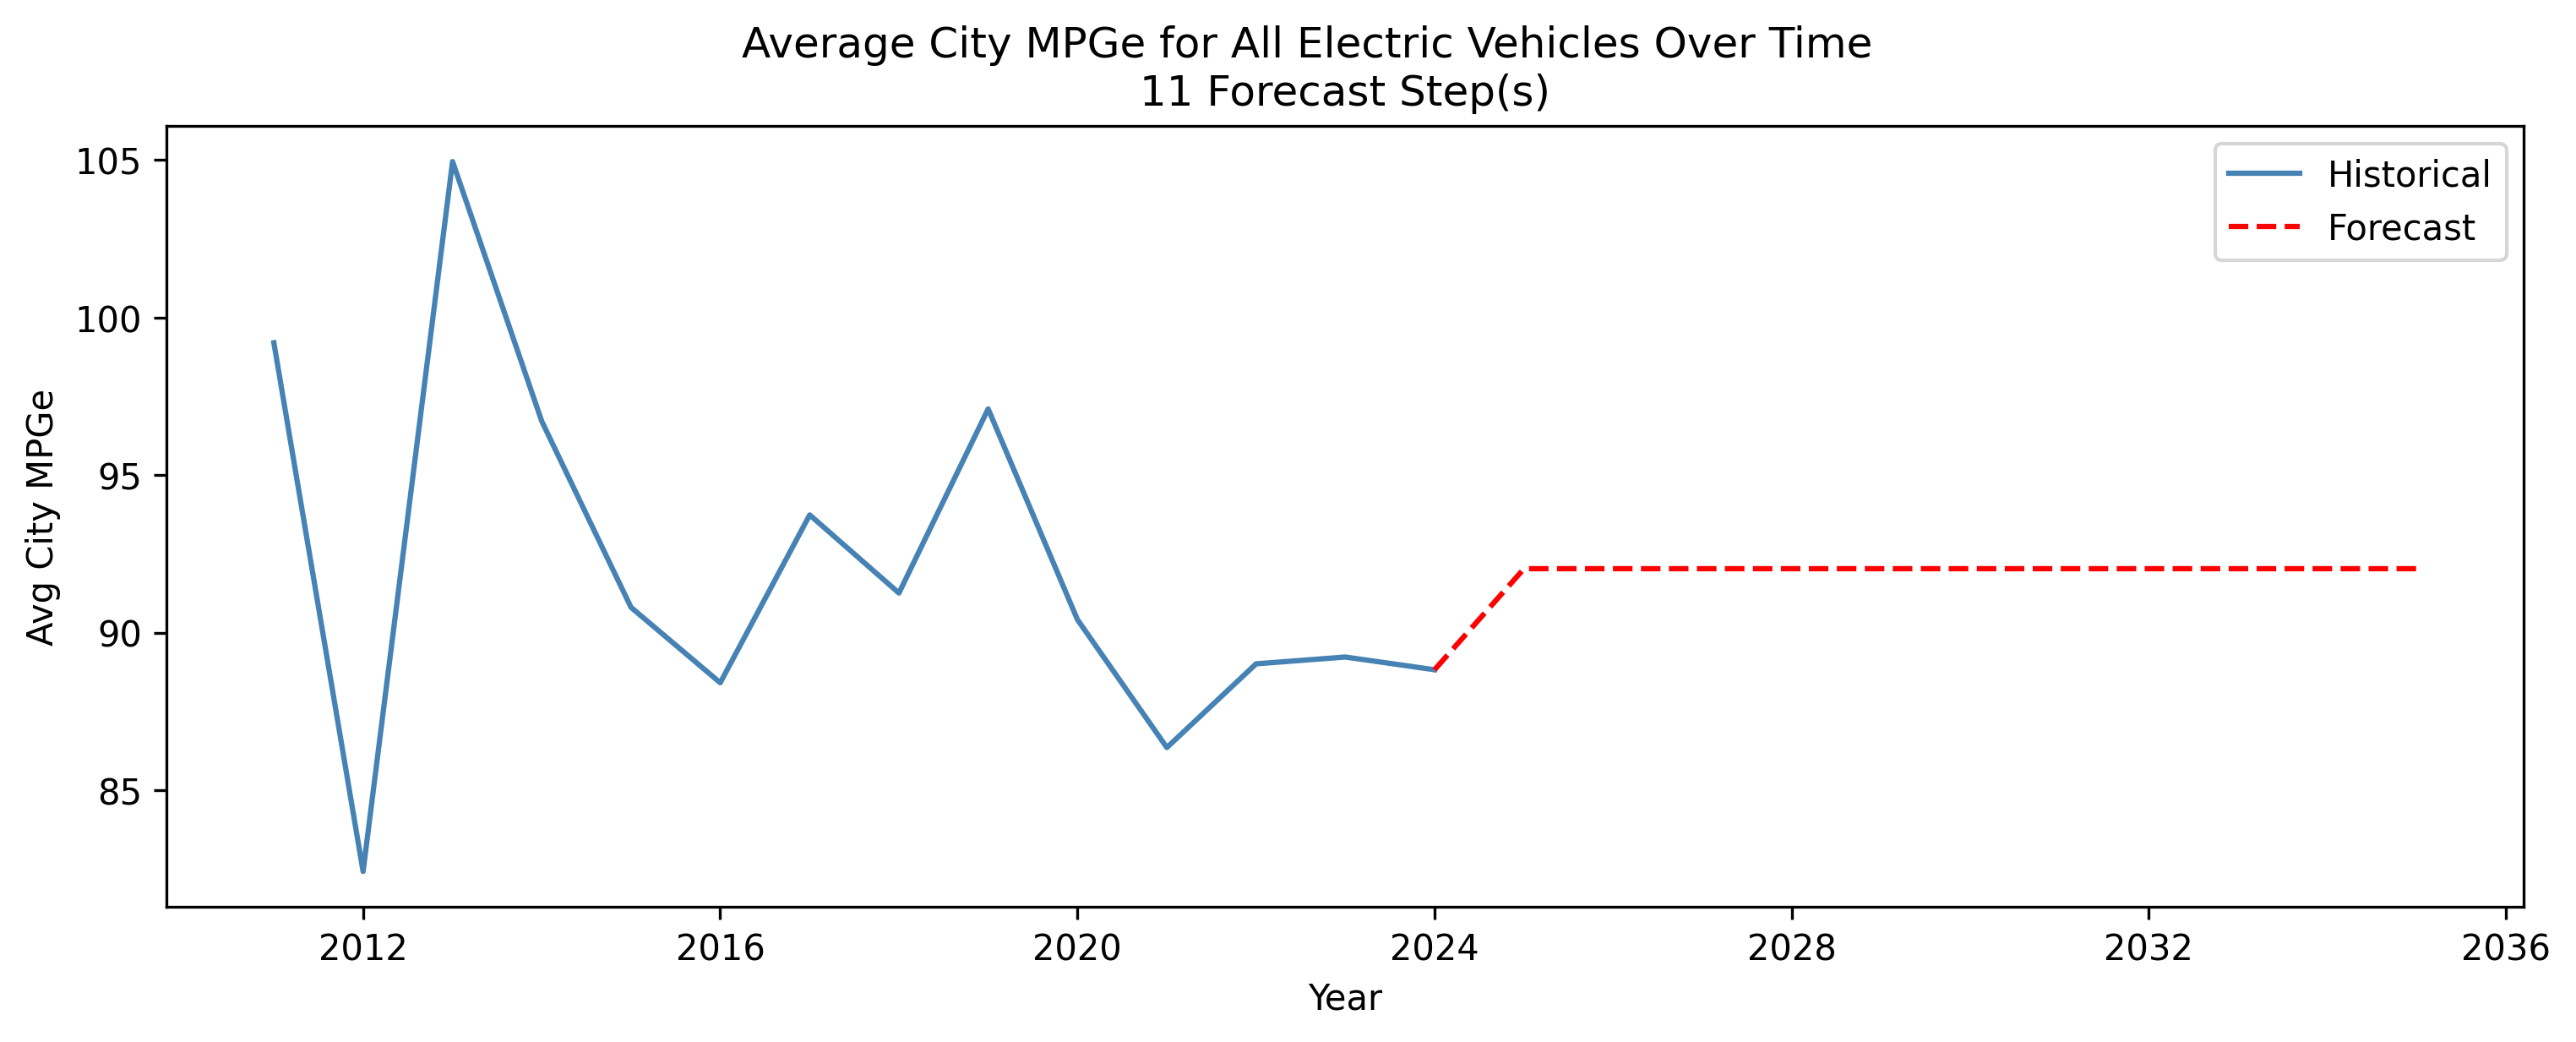 Average City MPGe for All Electric Vehicles Over Time
11 Forecast Step(s)
Historical
Forecast
Avg City MPGe
105
100
95
90
85
2012
2016
2020
2024
2028
2032
2036
Year